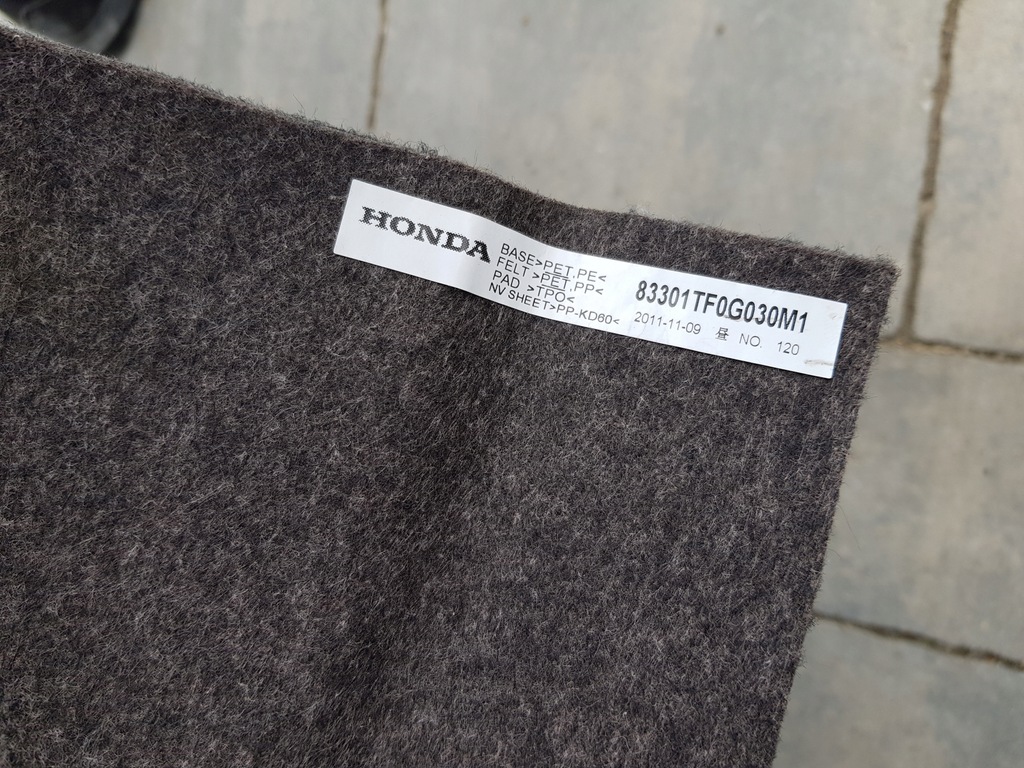 HONDA
BASE>PET.PE<
FELT >PET.PP<
PAD >TPO<
NV SHEET>PP-KD60<
83301TF0G030M1
2011-11-09 昼 NO. 120